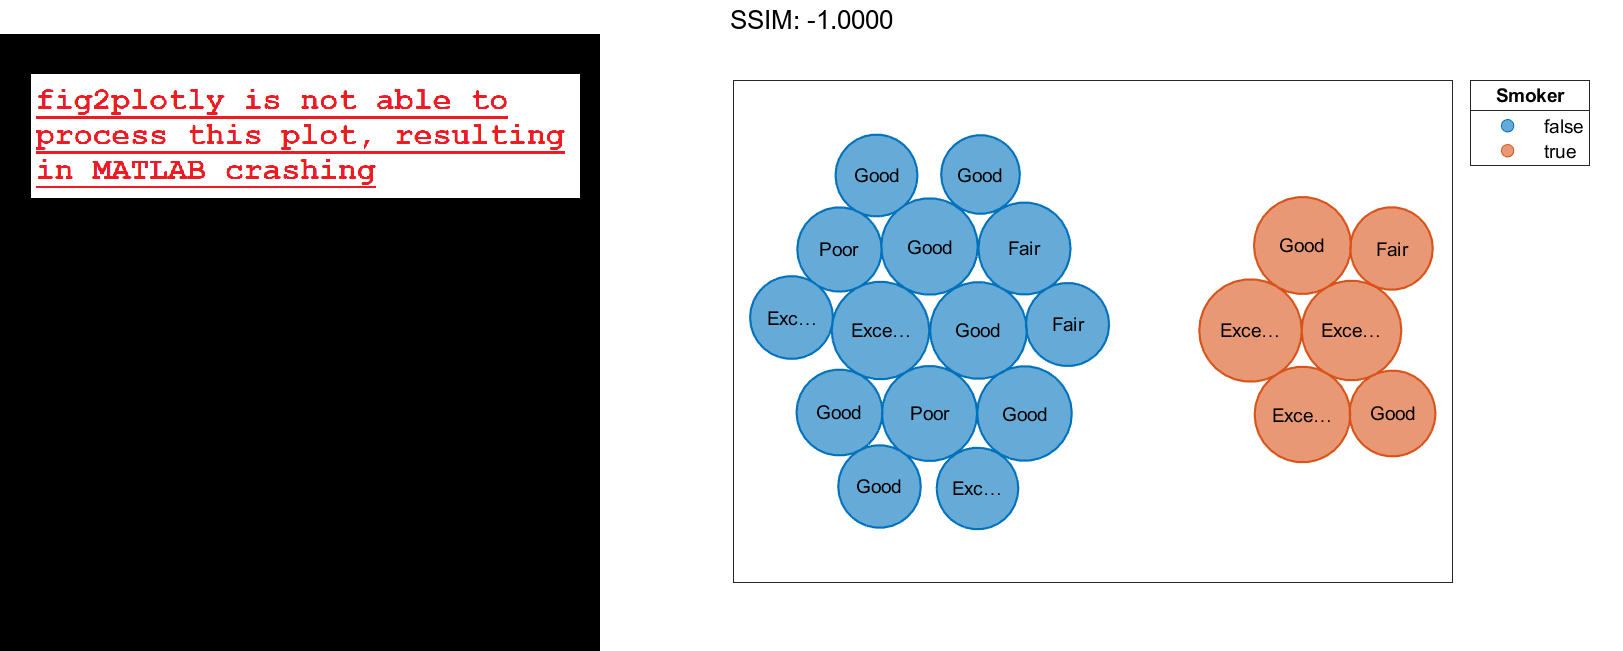 SSIM: -1.0000
fig2plotly is not able to
process this plot, resulting
in MATLAB crashing
Smoker
false
true
Good
Good
Poor
Good
Fair
Exc...
Exce...
Good
Fair
Good
Poor
Good
Good
Exc...
Good
Fair
Exce...
Exce...
Exce...
Good